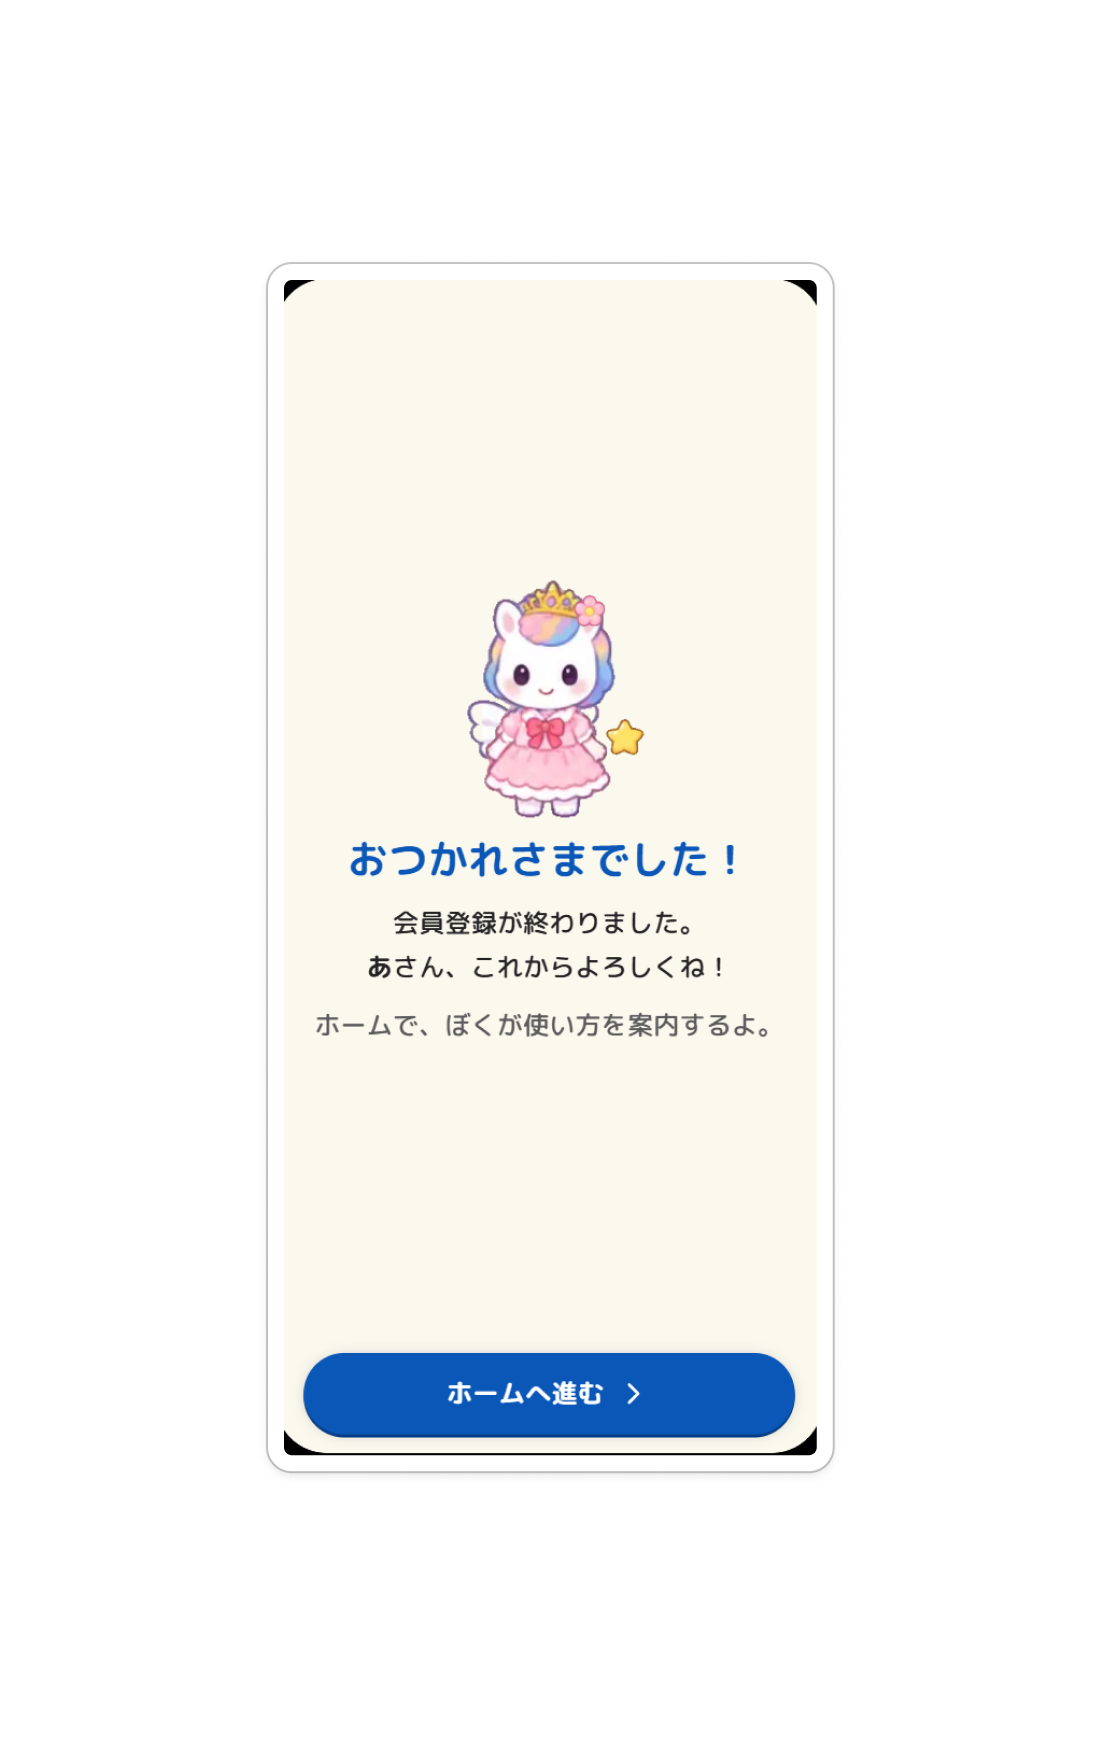 おつかれさまでした！
会員登録が終わりました。
あさん、これからよろしくね！
ホームで、ぼくが使い方を案内するよ。
ホームへ進む